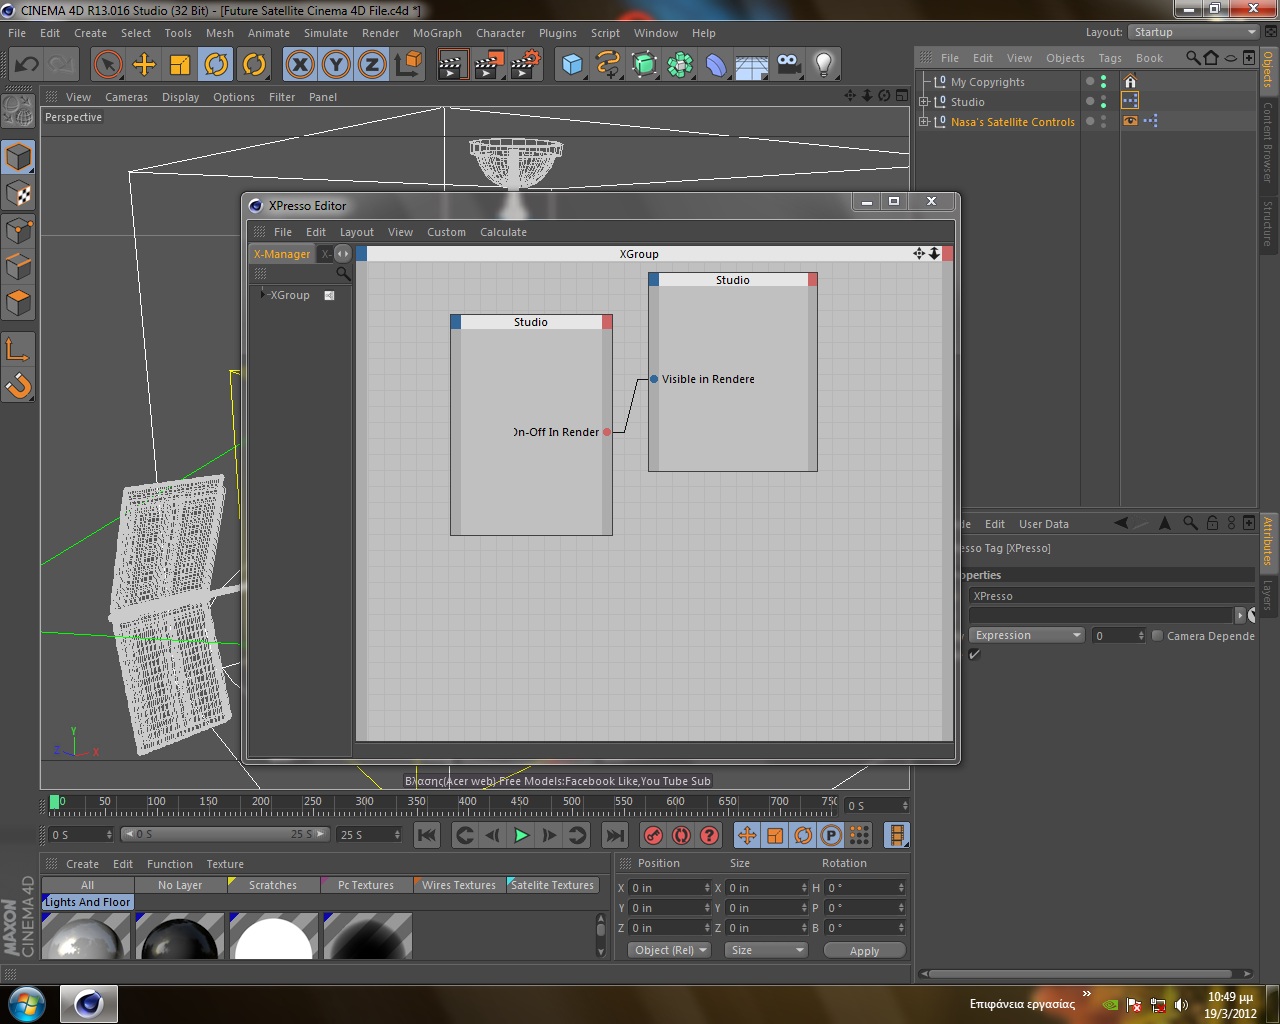 CINEMA 4D R13.016 Studio (32 Bit) - [Future Satellite Cinema 4D File.c4d *]
File Edit Create Select Tools Mesh Animate Simulate Render MoGraph Character Plugins Script Window Help
Layout: Startup
File Edit View Objects Tags Book
My Copyrights
Studio
Nasa's Satellite Controls
Objects
Content Browser
Structure
View Cameras Display Options Filter Panel
Perspective
XPresso Editor
File Edit Layout View Custom Calculate
X-Manager X-
XGroup
XGroup
Studio
Visible in Rendere
Studio
On-Off In Render
Edit User Data
esso Tag [XPresso]
operties
XPresso
Expression 0 Camera Depende
Attributes
Layers
Y
Z X
Βλασης(Acer web) Free Models:Facebook Like,You Tube Sub
0 50 100 150 200 250 300 350 400 450 500 550 600 650 700 750 0 S
0 S 0 S 25 S 25 S
Create Edit Function Texture
All No Layer Scratches Pc Textures Wires Textures Satelite Textures
Lights And Floor
Position Size Rotation
X 0 in X 0 in H 0 °
Y 0 in Y 0 in P 0 °
Z 0 in Z 0 in B 0 °
Object (Rel) Size Apply
MAXON
CINEMA 4D
Επιφάνεια εργασίας »
10:49 μμ
19/3/2012